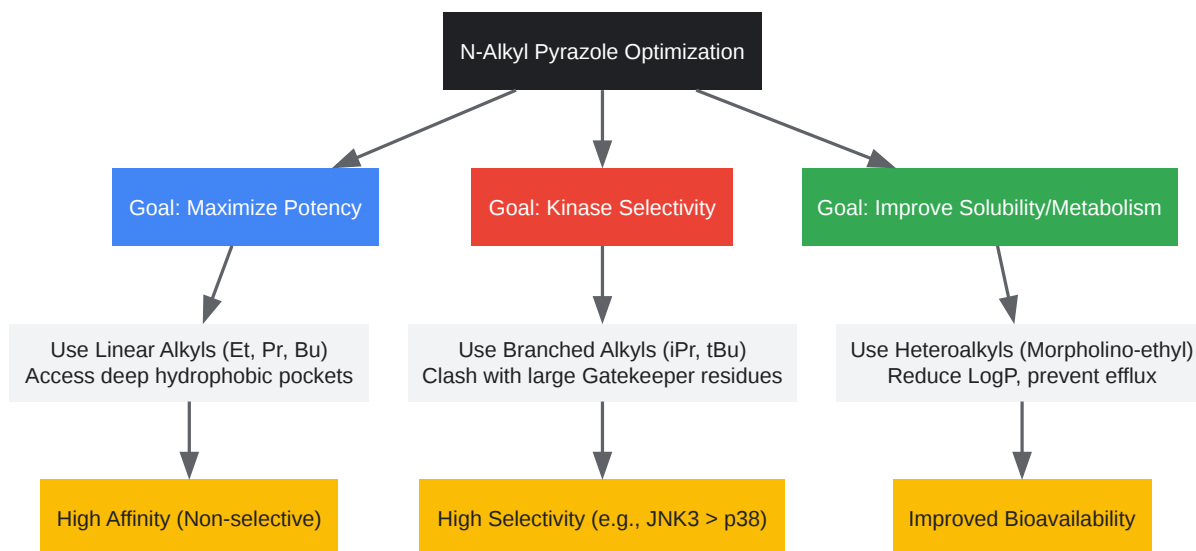 N-Alkyl Pyrazole Optimization
Goal: Maximize Potency
Goal: Kinase Selectivity
Goal: Improve Solubility/Metabolism
Use Linear Alkyls (Et, Pr, Bu)
Access deep hydrophobic pockets
Use Branched Alkyls (iPr, tBu)
Clash with large Gatekeeper residues
Use Heteroalkyls (Morpholino-ethyl)
Reduce LogP, prevent efflux
High Affinity (Non-selective)
High Selectivity (e.g., JNK3 > p38)
Improved Bioavailability